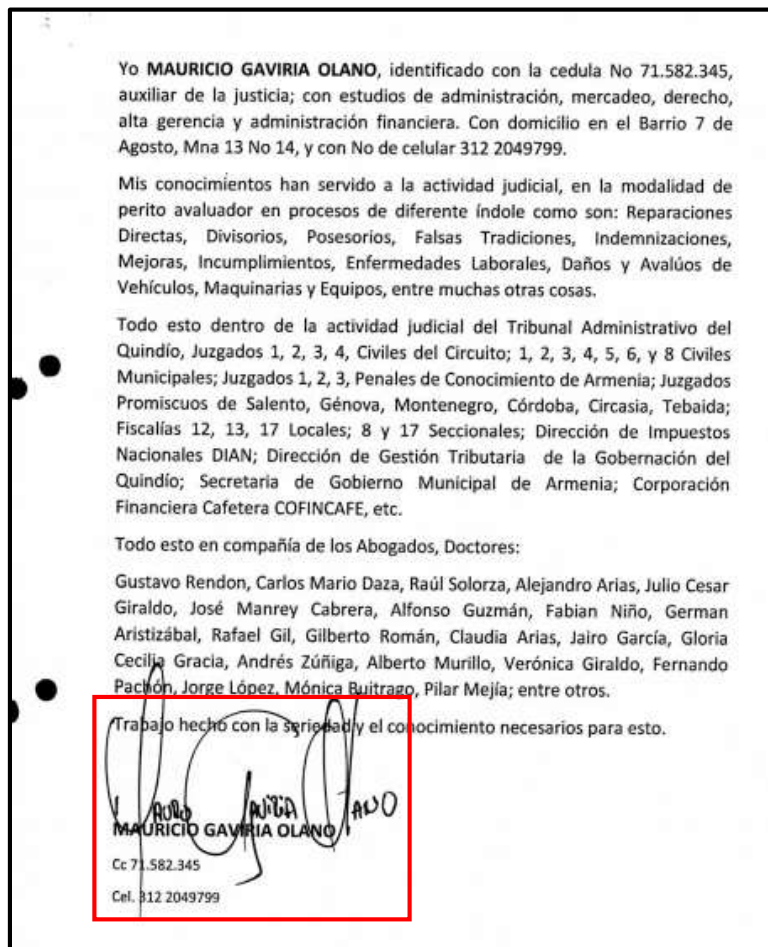 Yo MAURICIO GAVIRIA OLANO, identificado con la cedula No 71.582.345,
auxiliar de la justicia; con estudios de administración, mercadeo, derecho,
alta gerencia y administración financiera. Con domicilio en el Barrio 7 de
Agosto, Mna 13 No 14, y con No de celular 312 2049799.
Mis conocimientos han servido a la actividad judicial, en la modalidad de
perito avaluador en procesos de diferente índole como son: Reparaciones
Directas, Divisorios, Posesorios, Falsas Tradiciones, Indemnizaciones,
Mejoras, Incumplimientos, Enfermedades Laborales, Daños y Avalúos de
Vehículos, Maquinarias y Equipos, entre muchas otras cosas.
Todo esto dentro de la actividad judicial del Tribunal Administrativo del
Quindío, Juzgados 1, 2, 3, 4, Civiles del Circuito; 1, 2, 3, 4, 5, 6, y 8 Civiles
Municipales; Juzgados 1, 2, 3, Penales de Conocimiento de Armenia; Juzgados
Promiscuos de Salento, Génova, Montenegro, Córdoba, Circasia, Tebaida;
Fiscalías 12, 13, 17 Locales; 8 y 17 Seccionales; Dirección de Impuestos
Nacionales DIAN; Dirección de Gestión Tributaria de la Gobernación del
Quindío; Secretaria de Gobierno Municipal de Armenia; Corporación
Financiera Cafetera COFINCAFE, etc.
Todo esto en compañía de los Abogados, Doctores:
Gustavo Rendon, Carlos Mario Daza, Raúl Solorza, Alejandro Arias, Julio Cesar
Giraldo, José Manrey Cabrera, Alfonso Guzmán, Fabian Niño, German
Aristizábal, Rafael Gil, Gilberto Román, Claudia Arias, Jairo García, Gloria
Cecilia Gracia, Andrés Zúñiga, Alberto Murillo, Verónica Giraldo, Fernando
Pachón, Jorge López, Mónica Buitrago, Pilar Mejía; entre otros.
Trabajo hecho con la seriedad y el conocimiento necesarios para esto.
MAURICIO GAVIRIA OLANO
Cc 71.582.345
Cel. 312 2049799